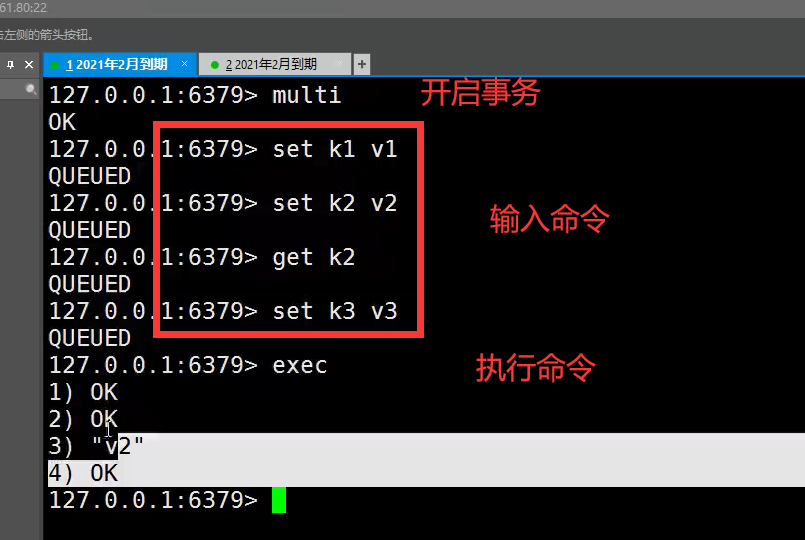 61.80:22
左侧的箭头按钮。
1 2021年2月到期
2 2021年2月到期
127.0.0.1:6379> multi 开启事务
OK
127.0.0.1:6379> set k1 v1
QUEUED
127.0.0.1:6379> set k2 v2 输入命令
QUEUED
127.0.0.1:6379> get k2
QUEUED
127.0.0.1:6379> set k3 v3
QUEUED
127.0.0.1:6379> exec 执行命令
1) OK
2) OK
3) "v2"
4) OK
127.0.0.1:6379>